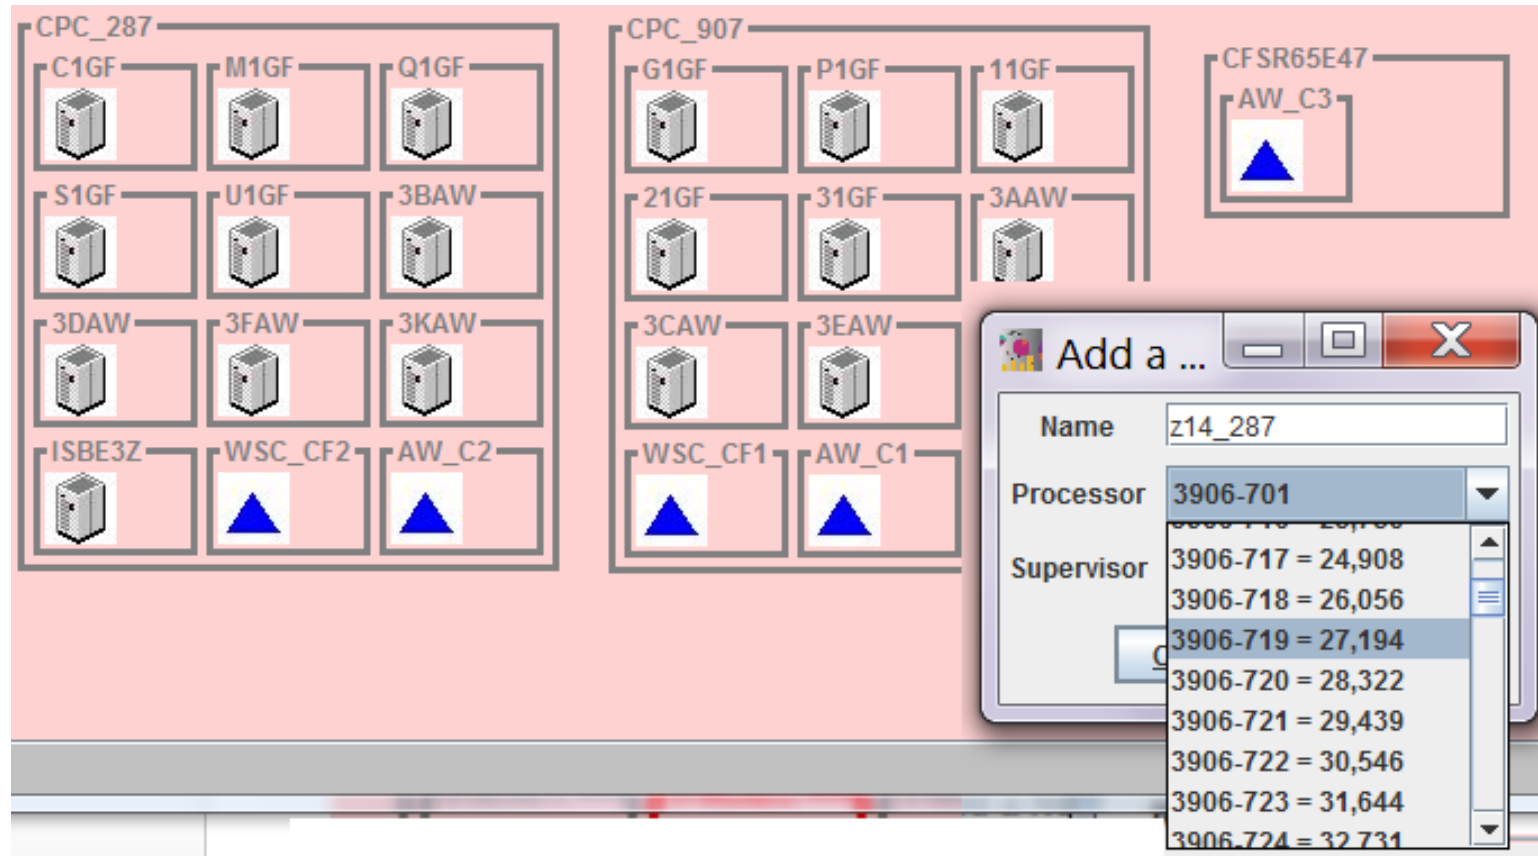 CPC_287
C1GF M1GF Q1GF
S1GF U1GF 3BAW
3DAW 3FAW 3KAW
ISBE3Z WSC_CF2 AW_C2
CPC_907
G1GF P1GF 11GF
21GF 31GF 3AAW
3CAW 3EAW
WSC_CF1 AW_C1
CFSR65E47
AW_C3
Add a ...
Name z14_287
Processor 3906-701
Supervisor
3906-717 = 24,908
3906-718 = 26,056
3906-719 = 27,194
3906-720 = 28,322
3906-721 = 29,439
3906-722 = 30,546
3906-723 = 31,644
3906-724 = 32,731